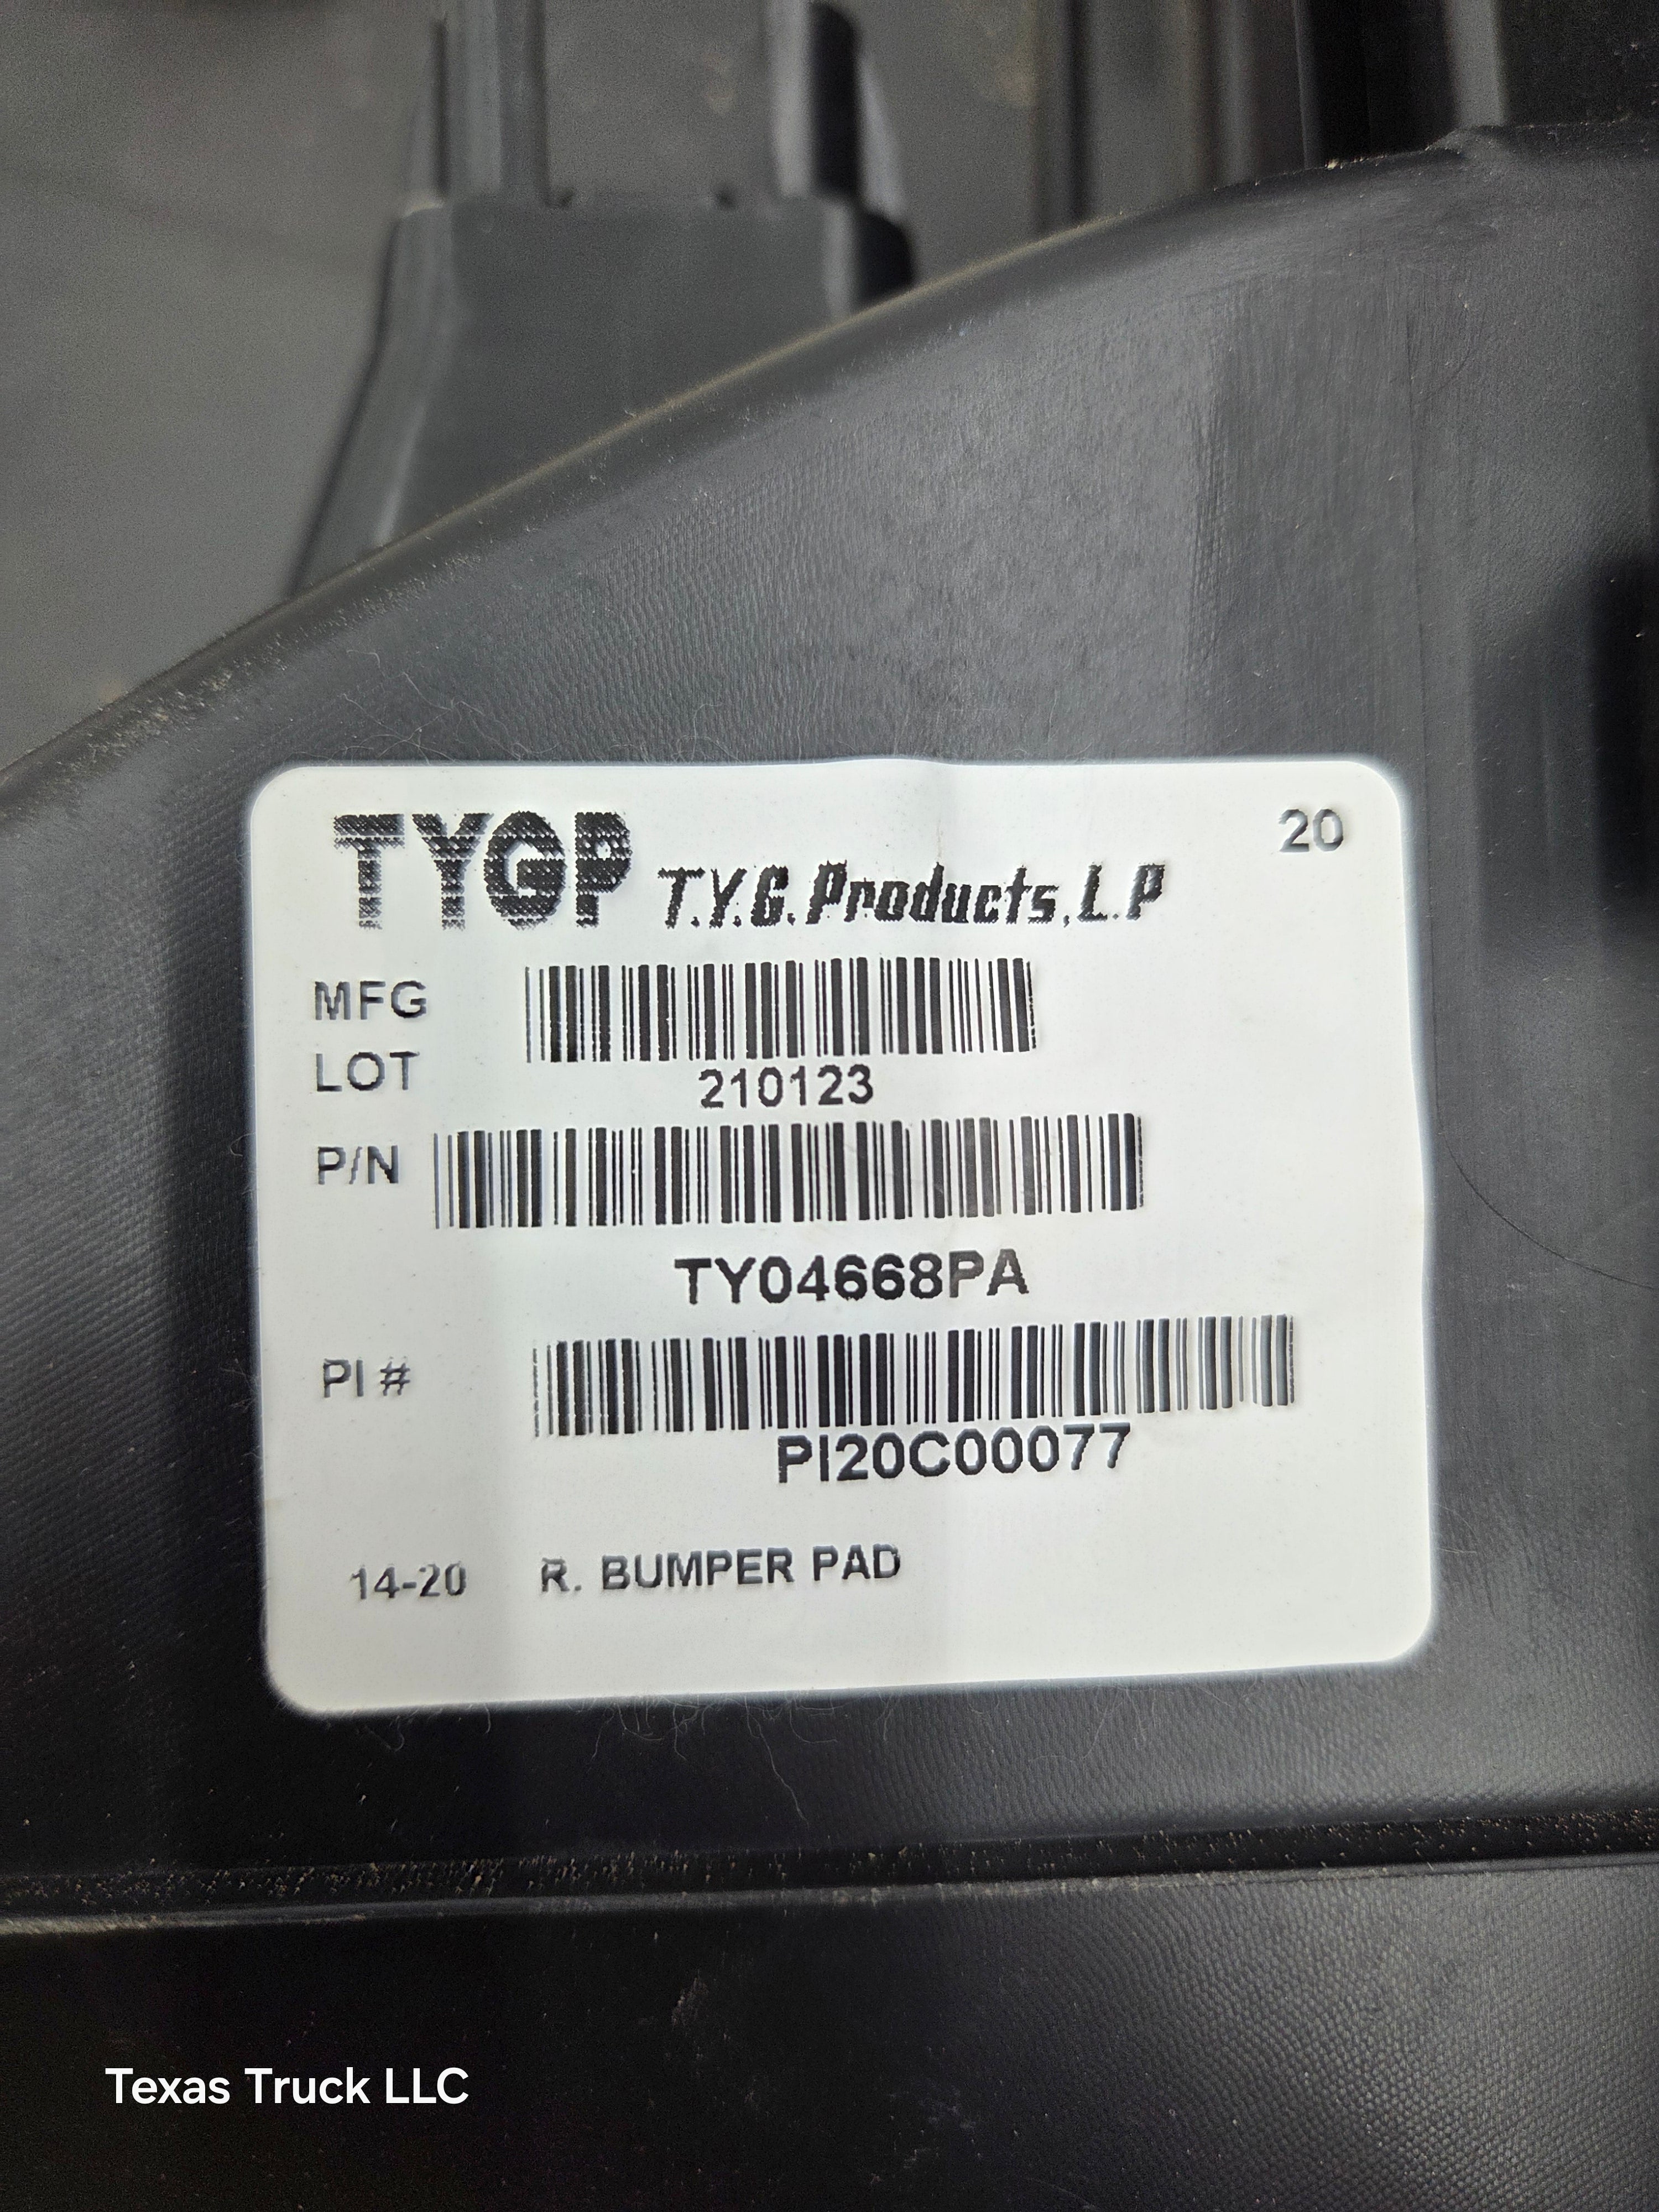 TYGP T.Y.G. Products, L.P
20
MFG
LOT
210123
P/N
TY04668PA
PI #
PI20C00077
14-20 R. BUMPER PAD
Texas Truck LLC